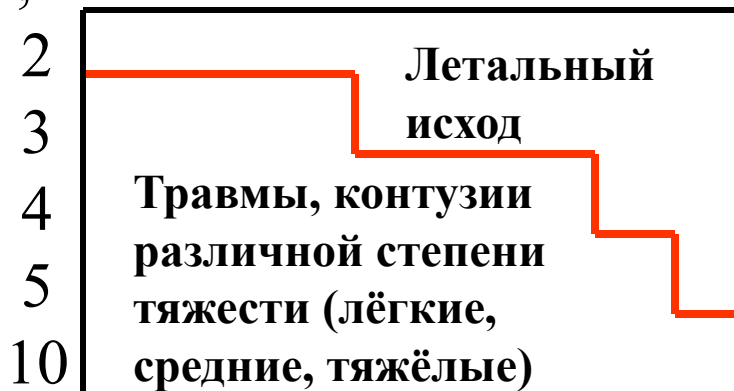 2
Летальный
исход
3
Травмы, контузии
4
различной степени
5
тяжести (лёгкие,
10
средние, тяжёлые)